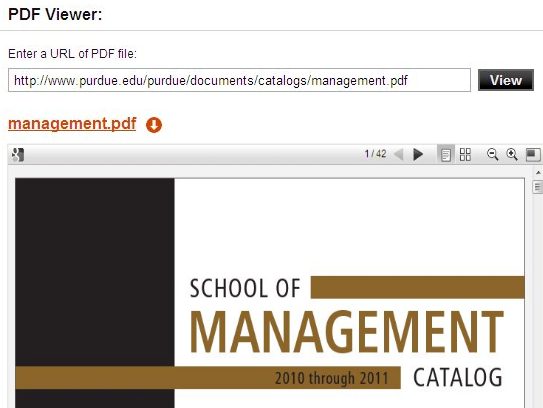 PDF Viewer:
Enter a URL of PDF file:
http://www.purdue.edu/purdue/documents/catalogs/management.pdf
View
management.pdf
1 / 42
SCHOOL OF
MANAGEMENT
2010 through 2011 CATALOG